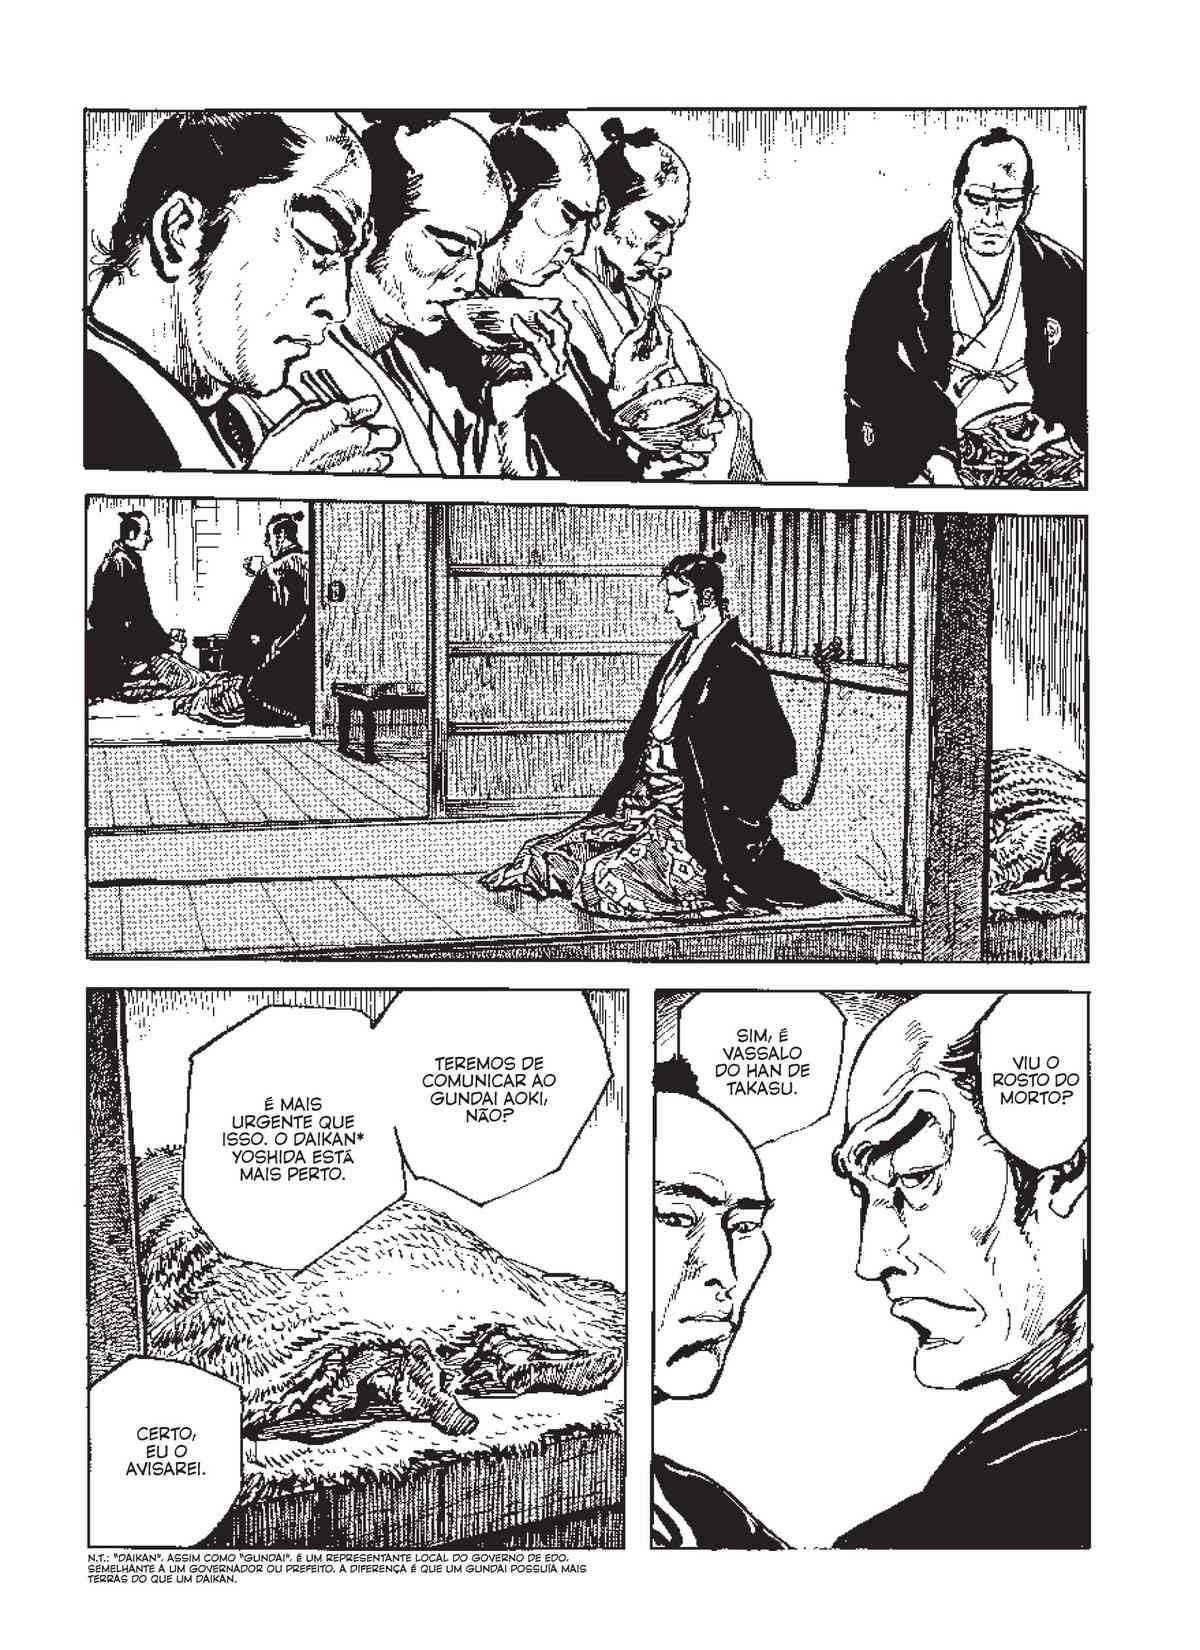 VIU O
ROSTO DO
MORTO?
SIM, É
VASSALO
DO HAN DE
TAKASU.
TEREMOS DE
COMUNICAR AO
GUNDAI AOKI,
NÃO?
É MAIS
URGENTE QUE
ISSO. O DAIKAN*
YOSHIDA ESTÁ
MAIS PERTO.
CERTO,
EU O
AVISAREI.
N.T.: "DAIKAN", ASSIM COMO "GUNDAI", É UM REPRESENTANTE LOCAL DO GOVERNO DE EDO,
SEMELHANTE A UM GOVERNADOR OU PREFEITO. A DIFERENÇA É QUE UM GUNDAI POSSUÍA MAIS
TERRAS DO QUE UM DAIKAN.